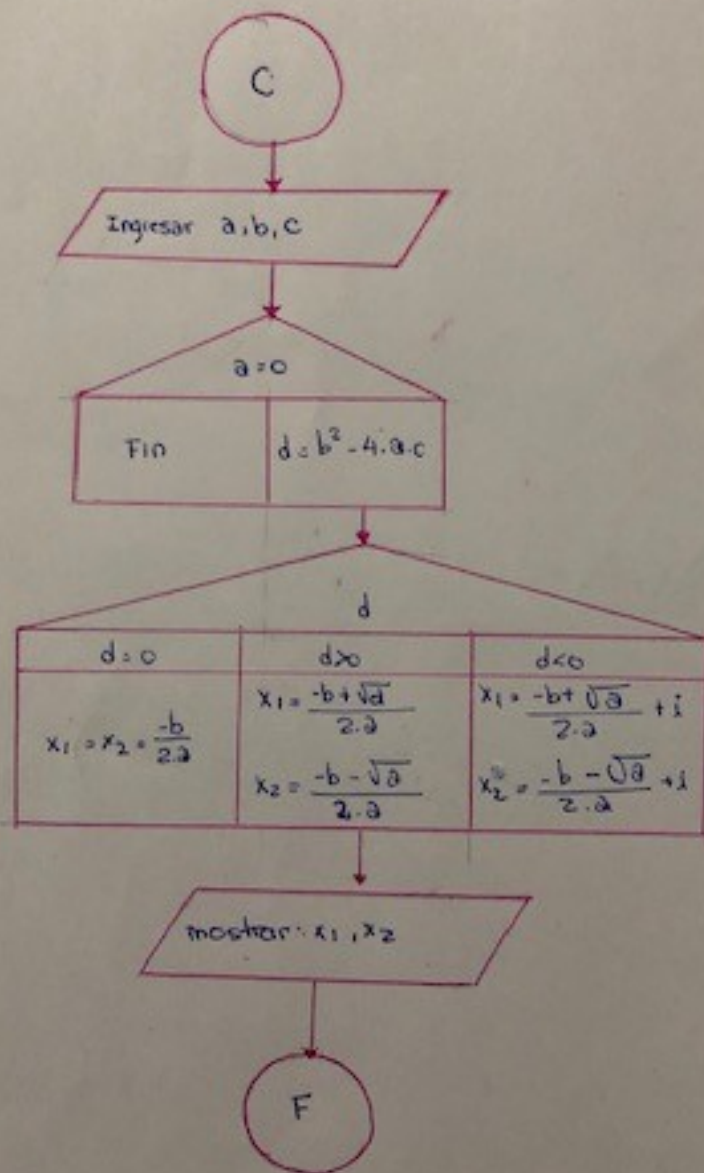 C
Ingresar a, b, c
a=0
Fin
d = b² - 4.a.c
d
d=0
d>0
d<0
x₁ = x₂ = -b/2.a
x₁ = -b+√d/2.a
x₂ = -b-√a/2.a
x₁ = -b+√a/2.a + i
x₂ = -b-√a/2.a + i
mostrar: x₁, x₂
F